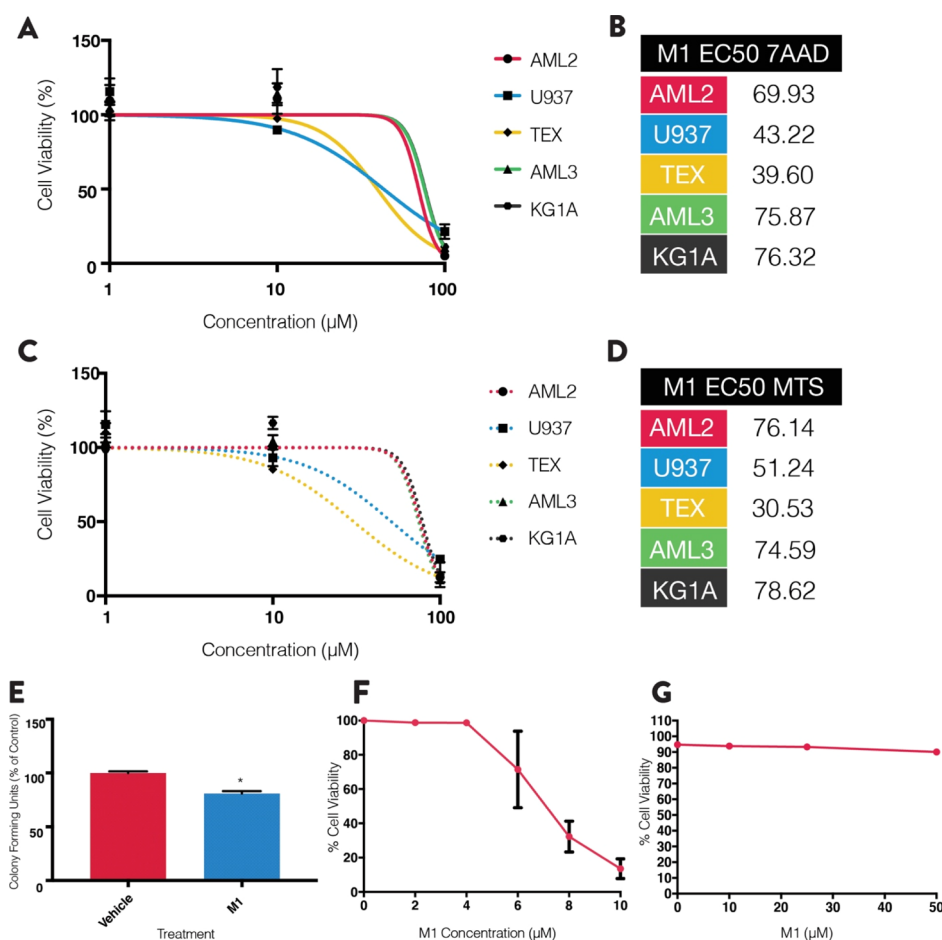 A
150
100
50
0
Cell Viability (%)
1
10
100
Concentration (µM)
AML2
U937
TEX
AML3
KG1A
B
M1 EC50 7AAD
AML2 69.93
U937 43.22
TEX 39.60
AML3 75.87
KG1A 76.32
C
150
100
50
0
Cell Viability (%)
1
10
100
Concentration (µM)
AML2
U937
TEX
AML3
KG1A
D
M1 EC50 MTS
AML2 76.14
U937 51.24
TEX 30.53
AML3 74.59
KG1A 78.62
E
Colony Forming Units (% of Control)
150
100
50
0
*
Vehicle
M1
Treatment
F
% Cell Viability
100
80
60
40
20
0
0 2 4 6 8 10
M1 Concentration (µM)
G
% Cell Viability
110
100
90
80
70
60
50
40
30
20
10
0
0 10 20 30 40 50
M1 (µM)